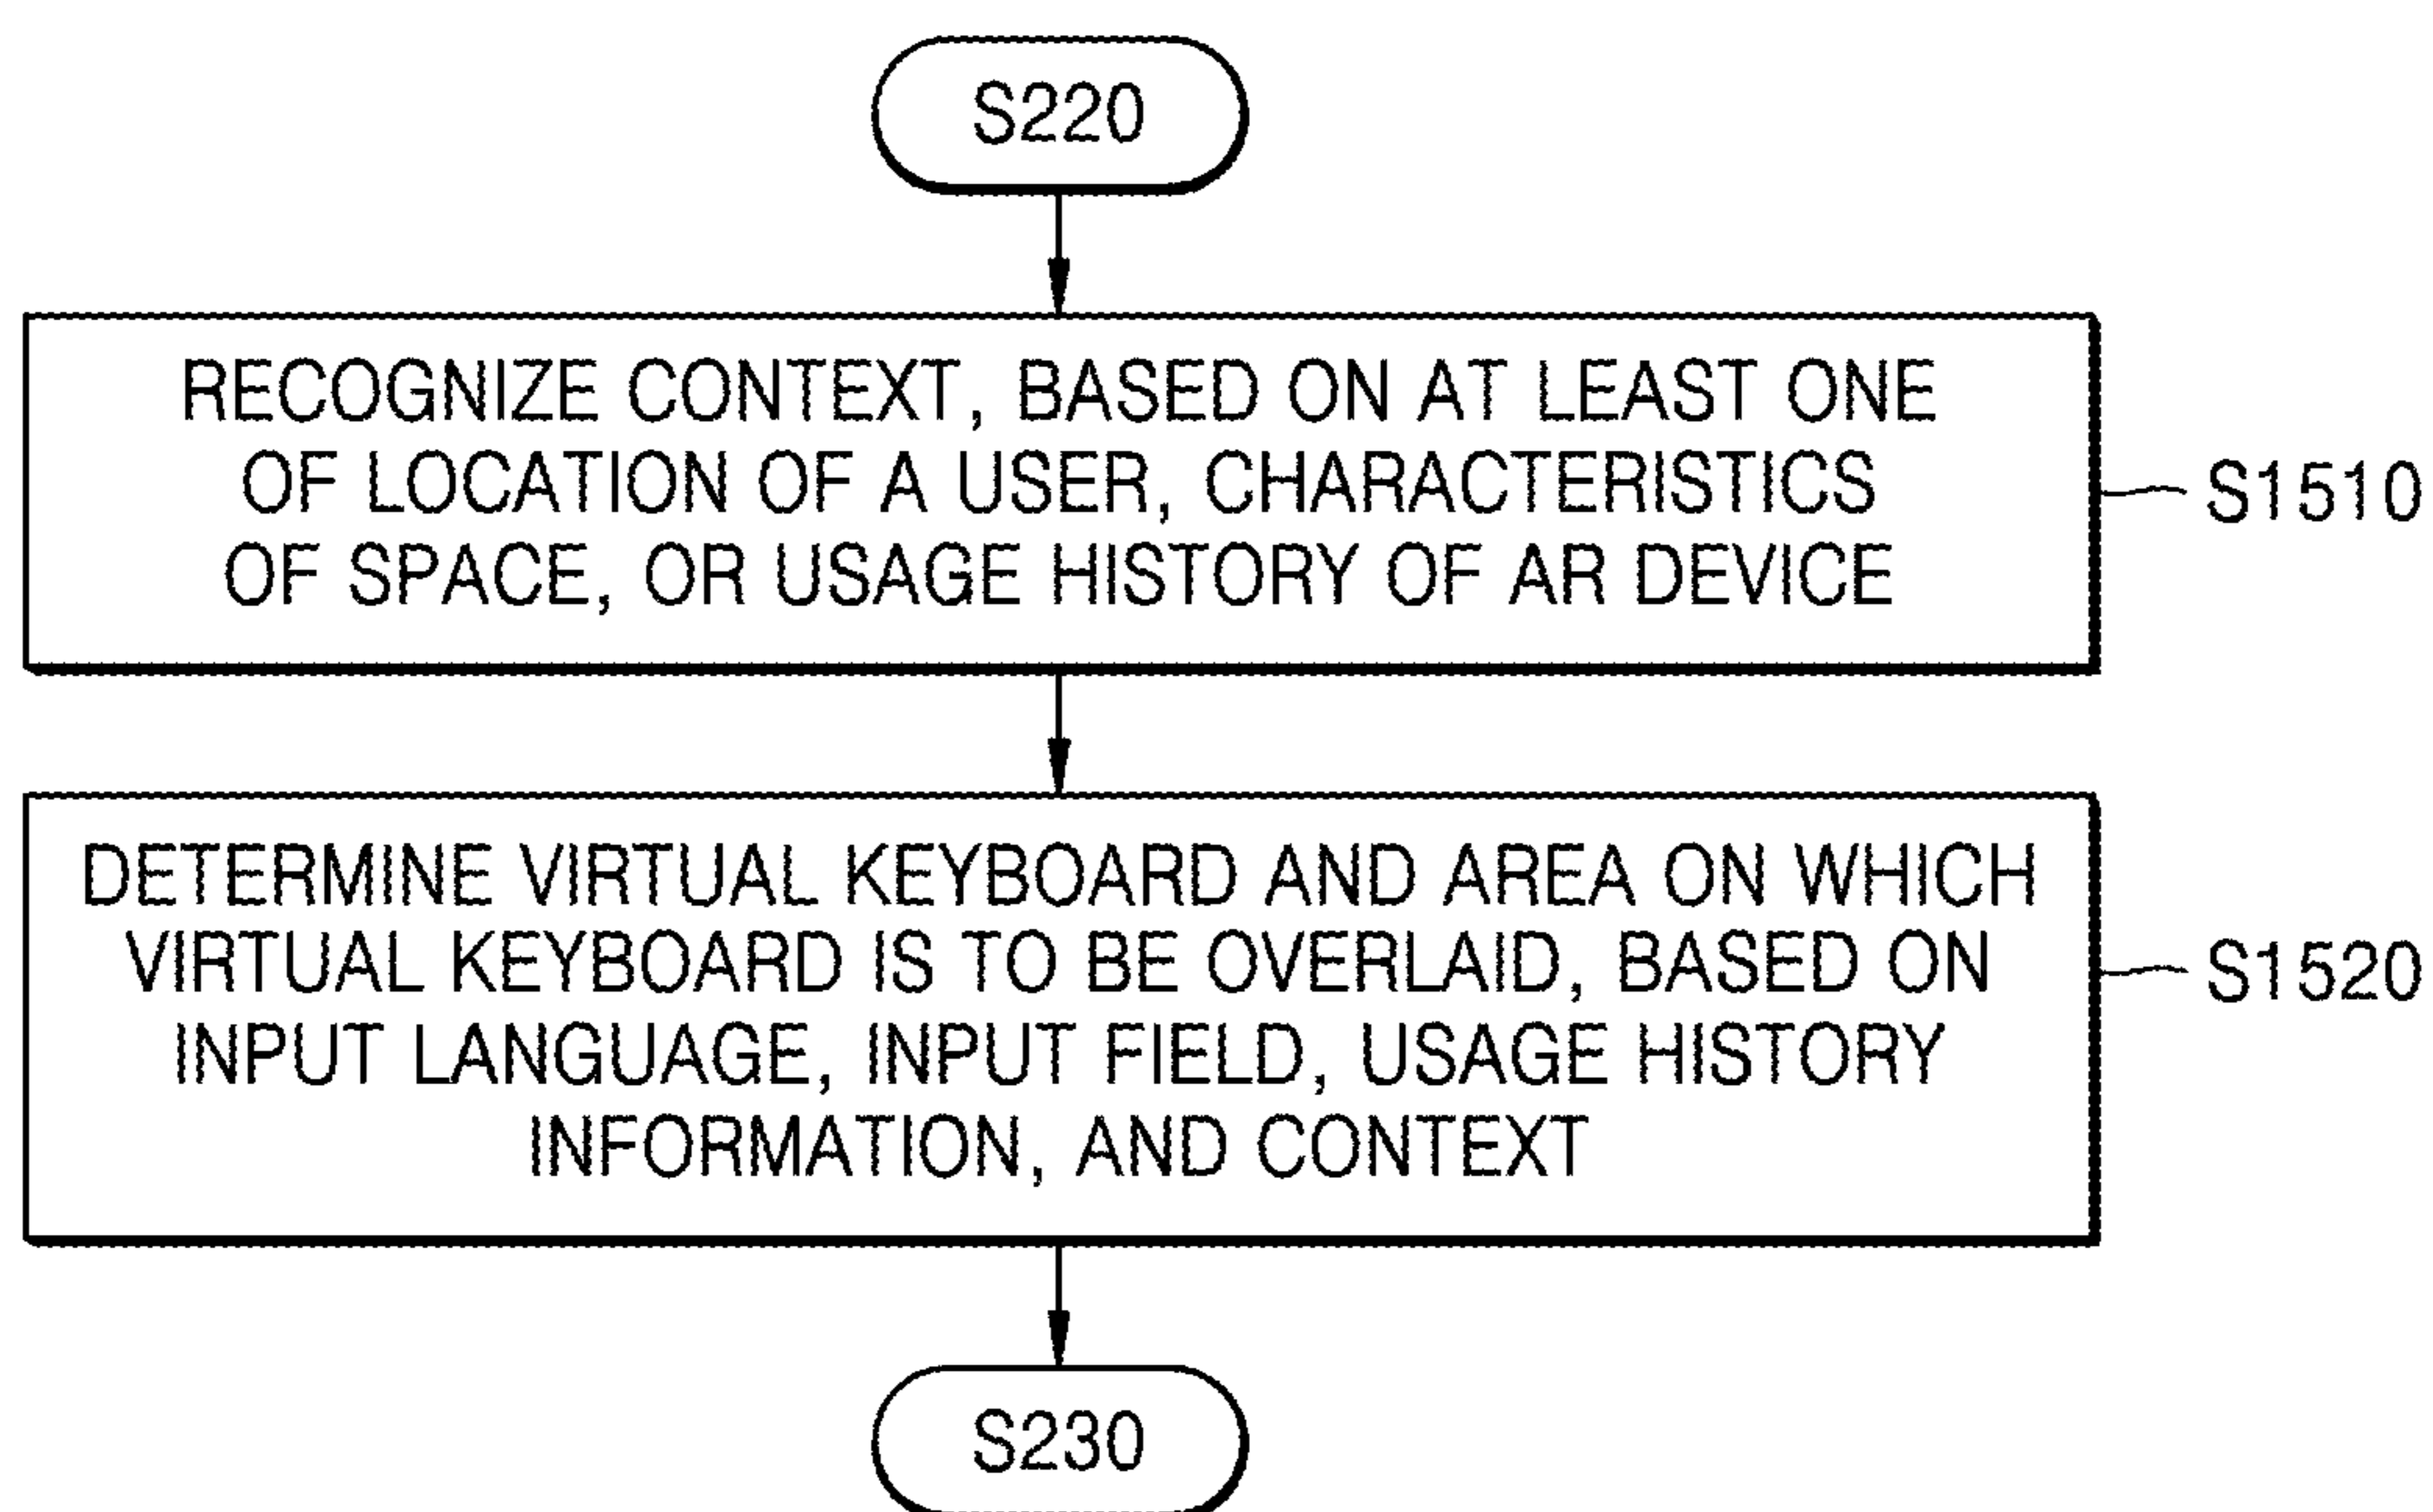 S220
RECOGNIZE CONTEXT, BASED ON AT LEAST ONE
OF LOCATION OF A USER, CHARACTERISTICS
OF SPACE, OR USAGE HISTORY OF AR DEVICE
S1510
DETERMINE VIRTUAL KEYBOARD AND AREA ON WHICH
VIRTUAL KEYBOARD IS TO BE OVERLAID, BASED ON
INPUT LANGUAGE, INPUT FIELD, USAGE HISTORY
INFORMATION, AND CONTEXT
S1520
S230